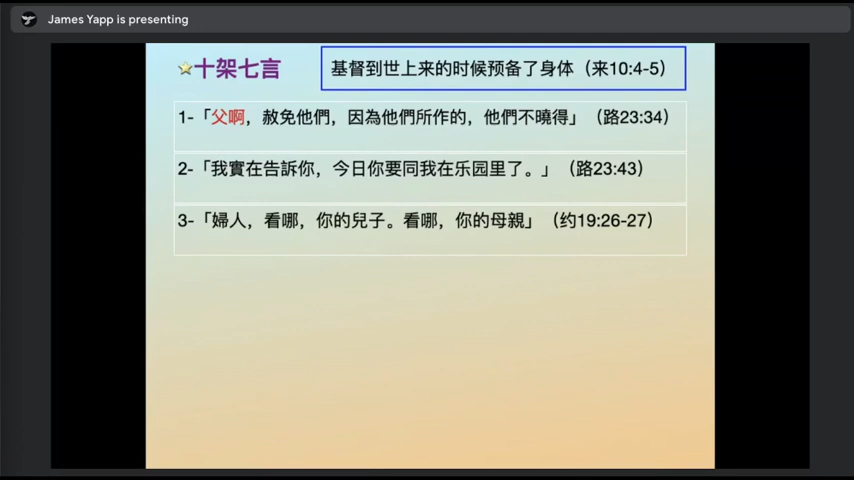 James Yapp is presenting
十架七言
基督到世上来的时候预备了身体（来10:4-5）
1-「父啊，赦免他們，因為他們所作的，他們不曉得」（路23:34）
2-「我實在告訴你，今日你要同我在乐园里了。」（路23:43）
3-「婦人，看哪，你的兒子。看哪，你的母親」（约19:26-27）